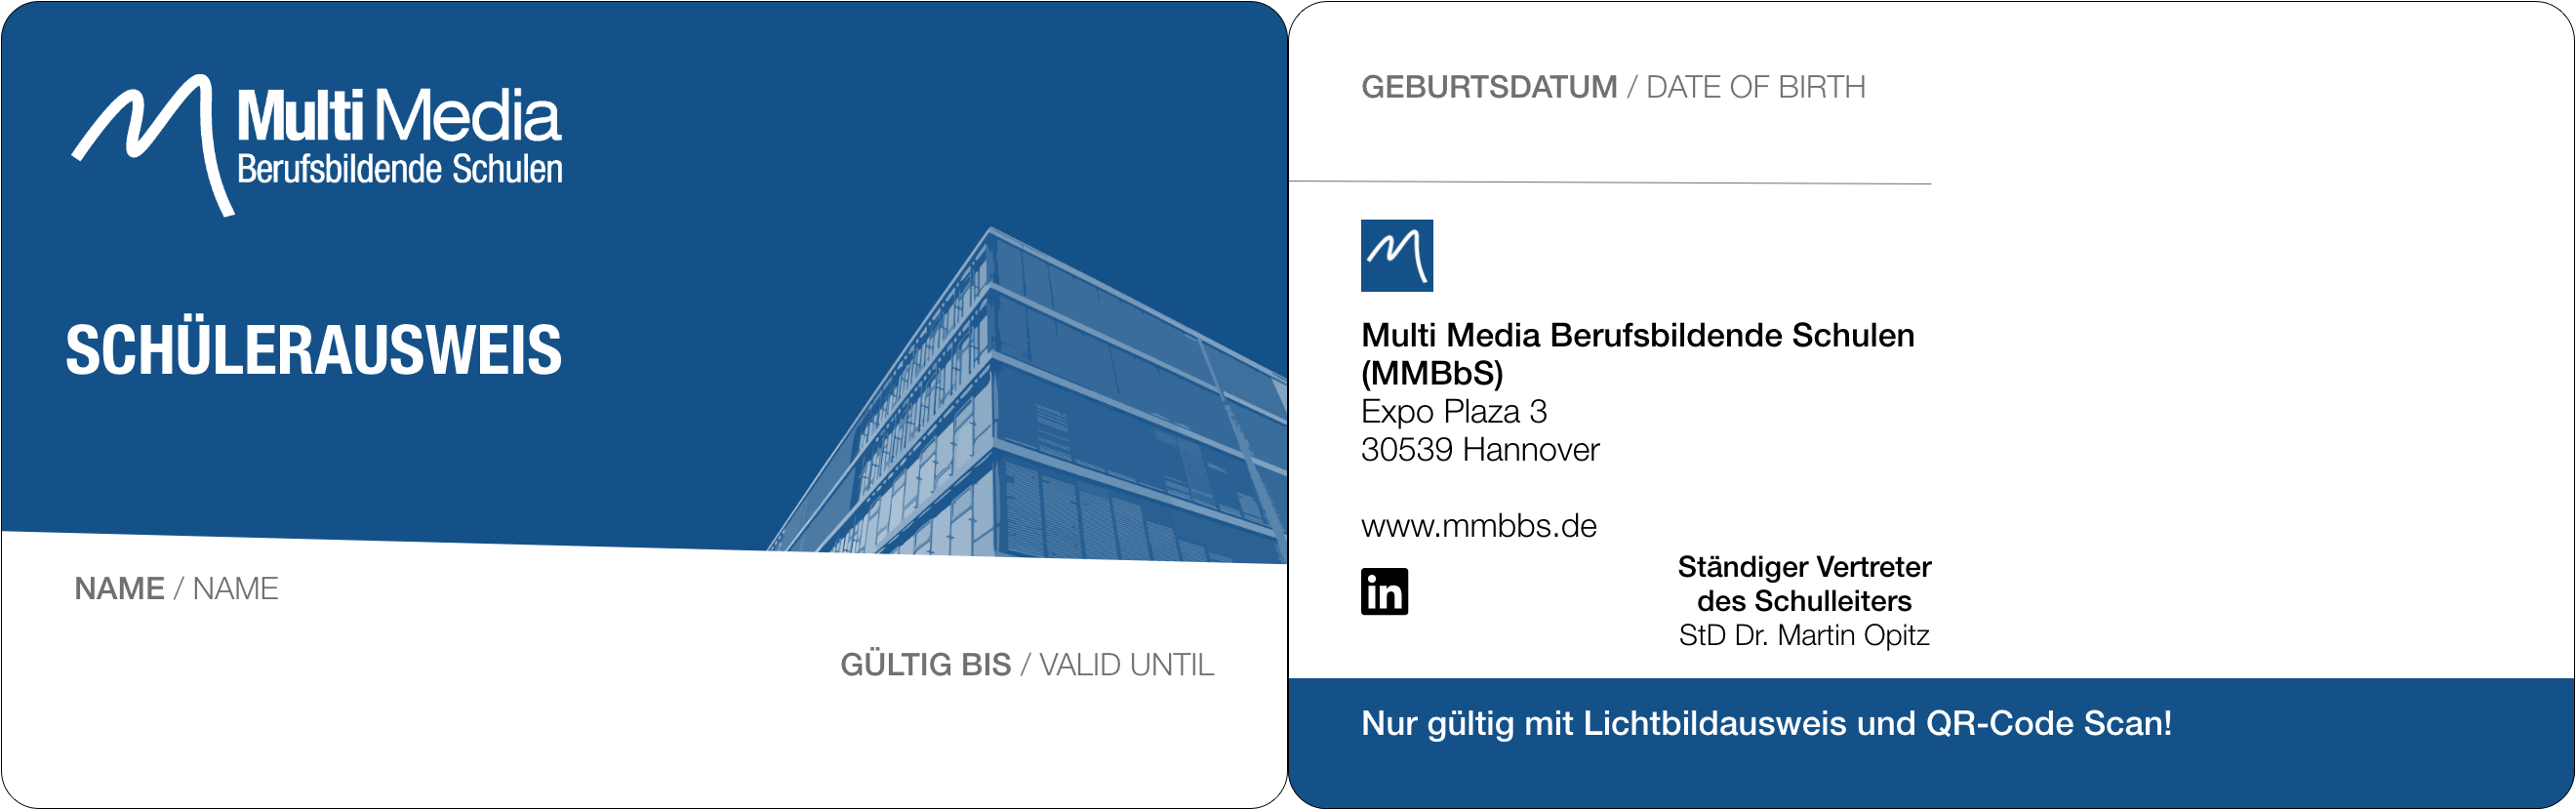 Multi Media
Berufsbildende Schulen
SCHÜLERAUSWEIS
NAME / NAME
GÜLTIG BIS / VALID UNTIL
GEBURTSDATUM / DATE OF BIRTH
Multi Media Berufsbildende Schulen
(MMBbS)
Expo Plaza 3
30539 Hannover
www.mmbbs.de
in
Ständiger Vertreter
des Schulleiters
StD Dr. Martin Opitz
Nur gültig mit Lichtbildausweis und QR-Code Scan!